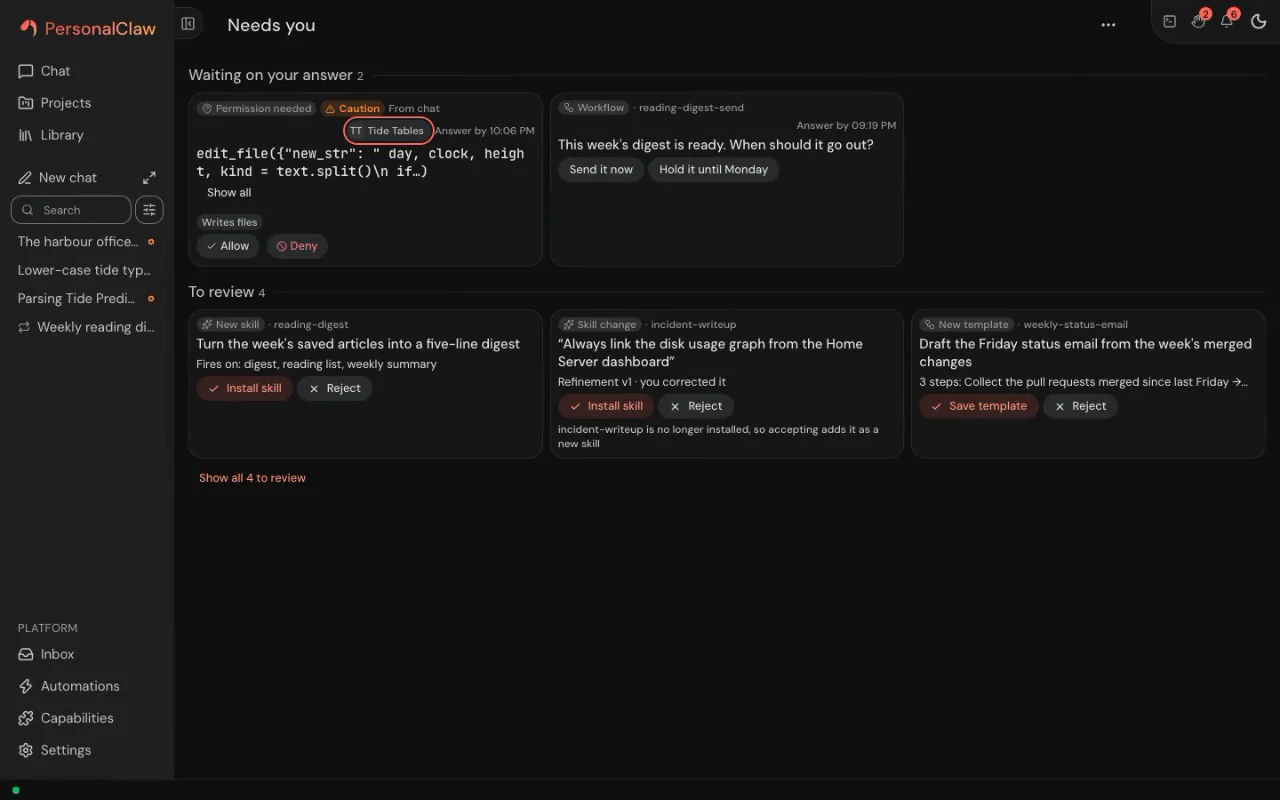 PersonalClaw
Needs you
2
6
Chat
Projects
Library
New chat
Search
The harbour office…
Lower-case tide typ…
Parsing Tide Predi…
Weekly reading di…
PLATFORM
Inbox
Automations
Capabilities
Settings
Waiting on your answer 2
Permission needed Caution From chat
TT Tide Tables Answer by 10:06 PM
edit_file({"new_str": " day, clock, heigh
t, kind = text.split()\n if…)
Show all
Writes files
Allow Deny
Workflow · reading-digest-send
Answer by 09:19 PM
This week's digest is ready. When should it go out?
Send it now Hold it until Monday
To review 4
New skill · reading-digest
Turn the week's saved articles into a five-line digest
Fires on: digest, reading list, weekly summary
Install skill Reject
Skill change · incident-writeup
“Always link the disk usage graph from the Home
Server dashboard”
Refinement v1 · you corrected it
Install skill Reject
incident-writeup is no longer installed, so accepting adds it as a
new skill
New template · weekly-status-email
Draft the Friday status email from the week's merged
changes
3 steps: Collect the pull requests merged since last Friday →…
Save template Reject
Show all 4 to review